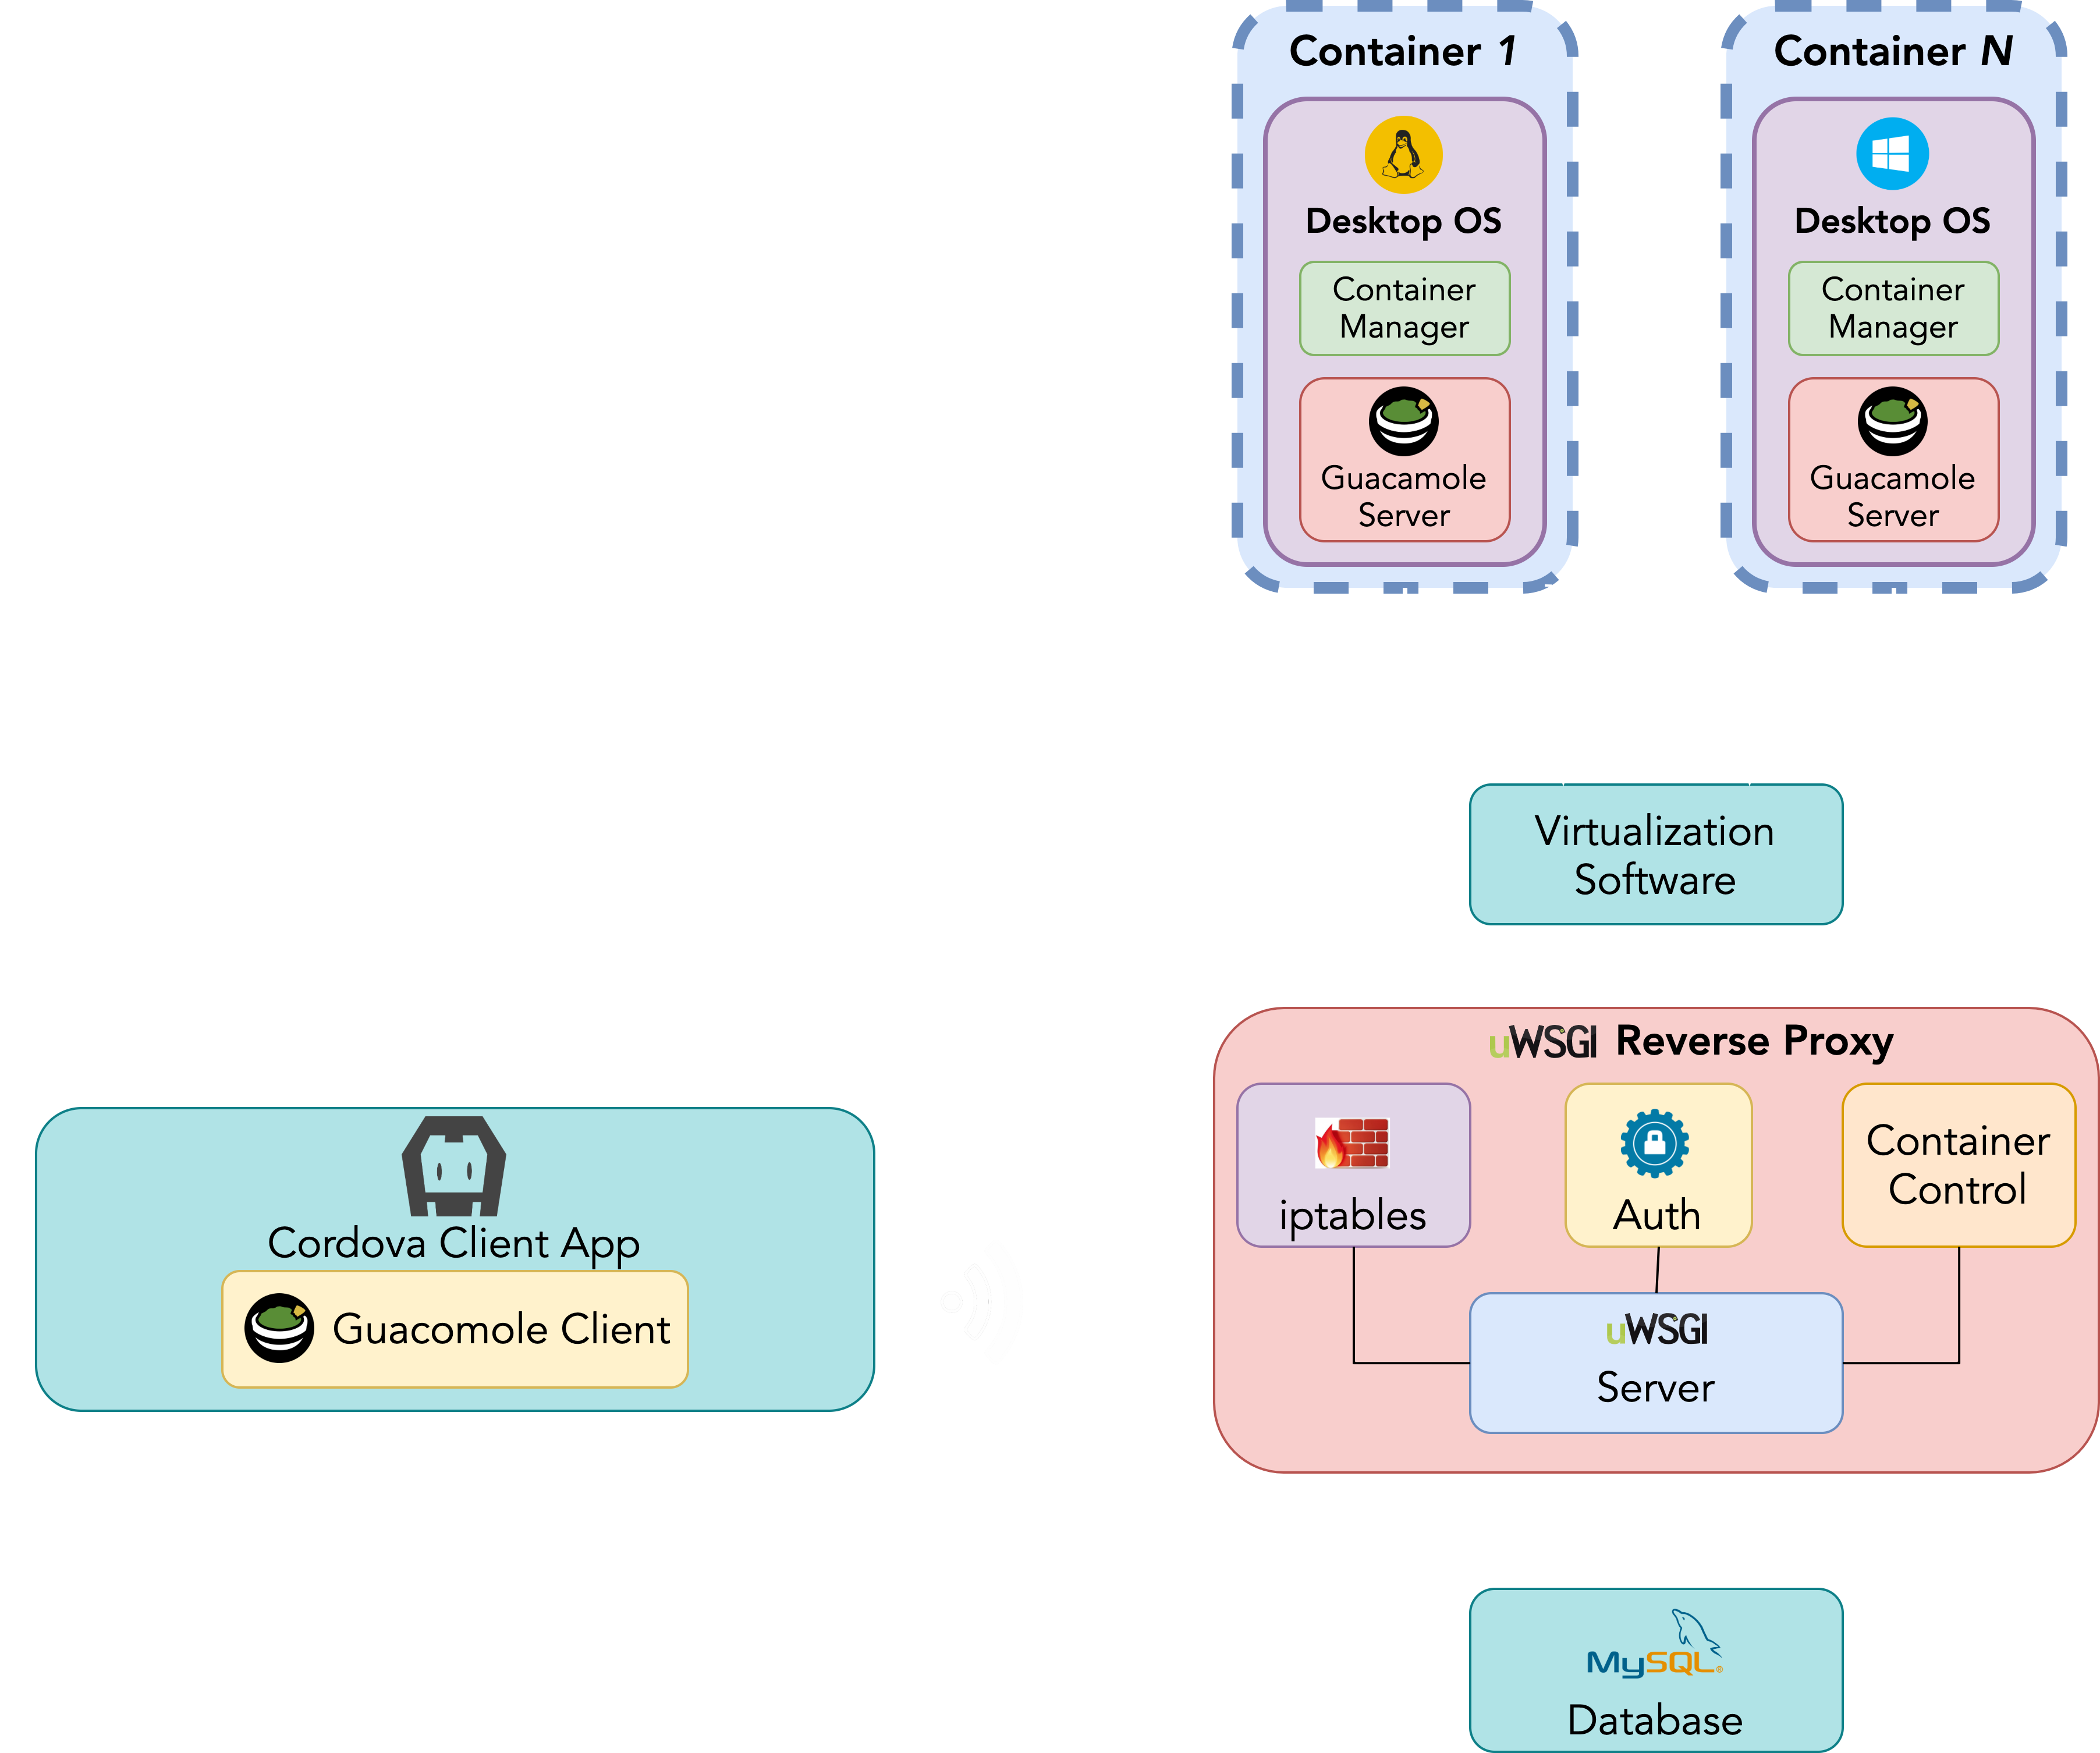 Container 1
Desktop OS
Container
Manager
Guacamole
Server
Container N
Desktop OS
Container
Manager
Guacamole
Server
Virtualization
Software
uWSGI Reverse Proxy
iptables
Auth
Container
Control
uWSGI
Server
Cordova Client App
Guacomole Client
MySQL®
Database